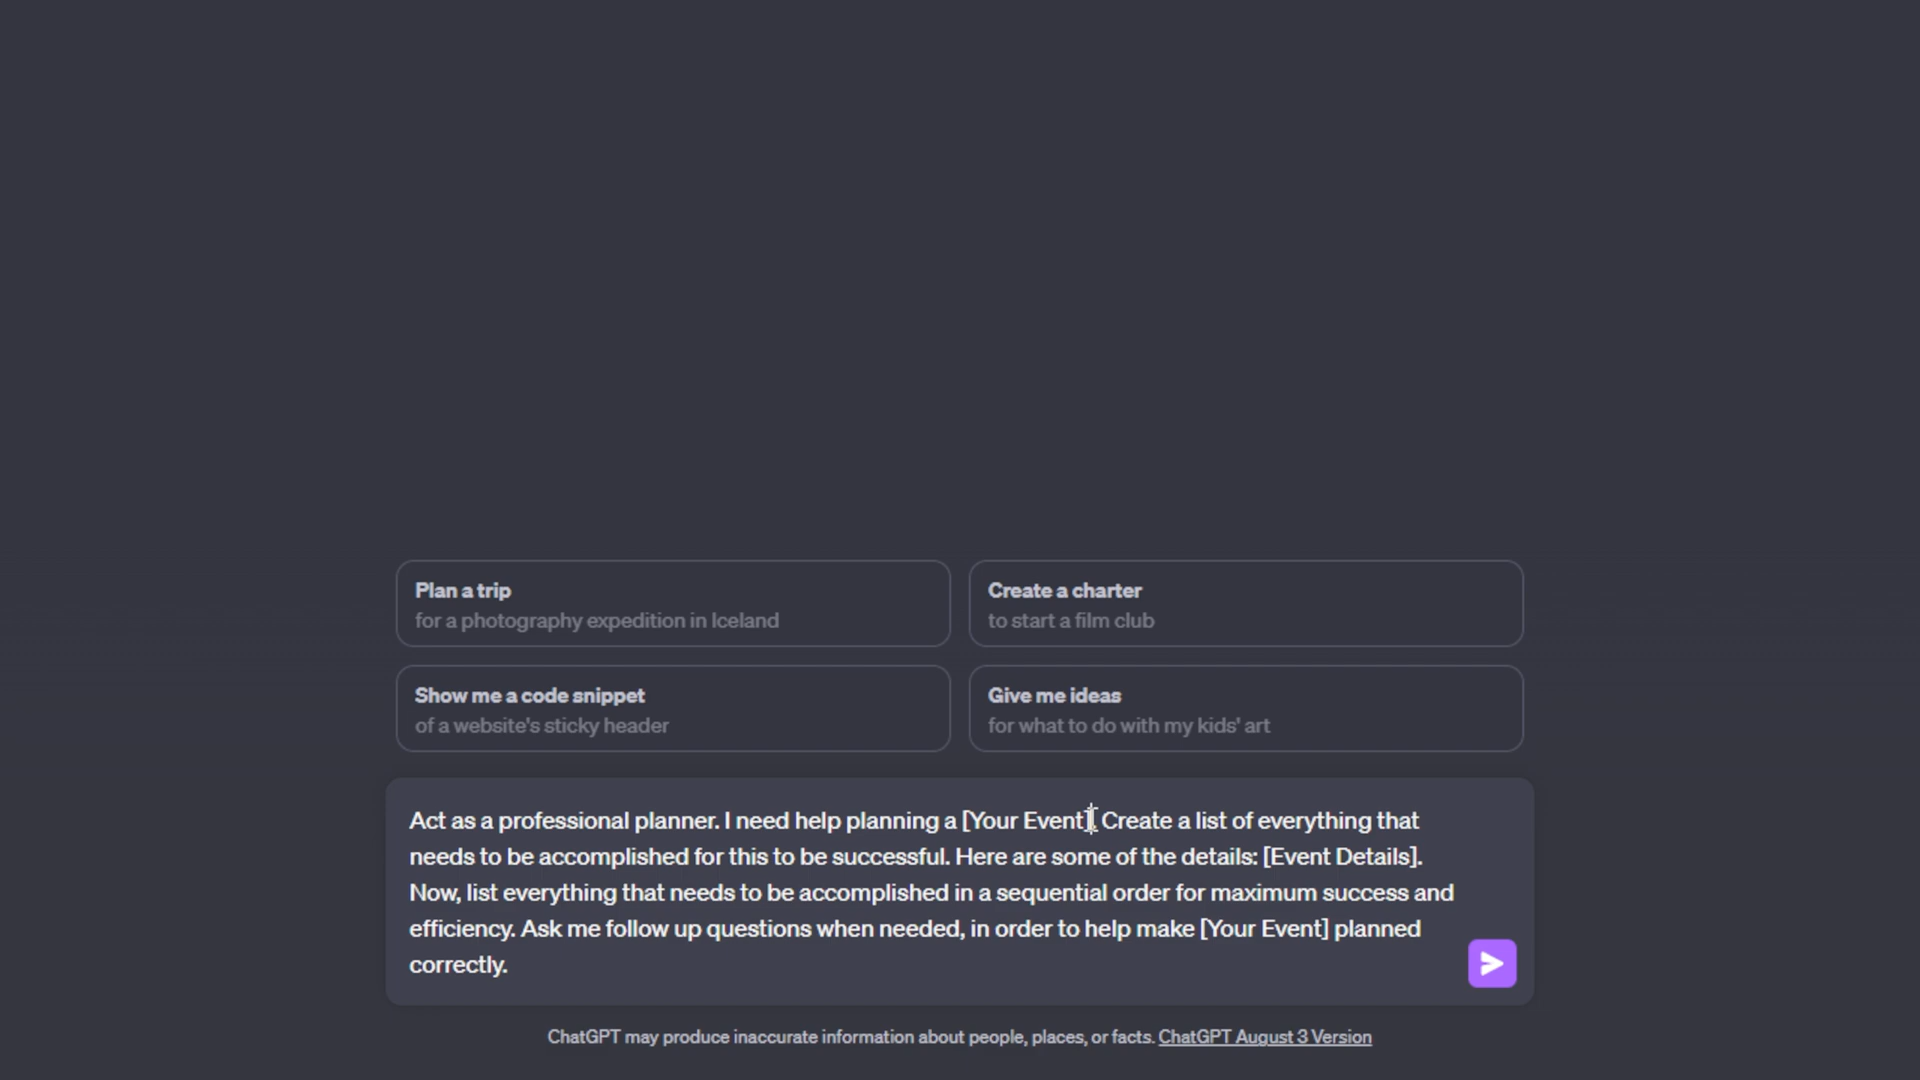 Plan a trip
for a photography expedition in Iceland
Create a charter
to start a film club
Show me a code snippet
of a website's sticky header
Give me ideas
for what to do with my kids' art
Act as a professional planner. I need help planning a [Your Event]. Create a list of everything that
needs to be accomplished for this to be successful. Here are some of the details: [Event Details].
Now, list everything that needs to be accomplished in a sequential order for maximum success and
efficiency. Ask me follow up questions when needed, in order to help make [Your Event] planned
correctly.
ChatGPT may produce inaccurate information about people, places, or facts. ChatGPT August 3 Version